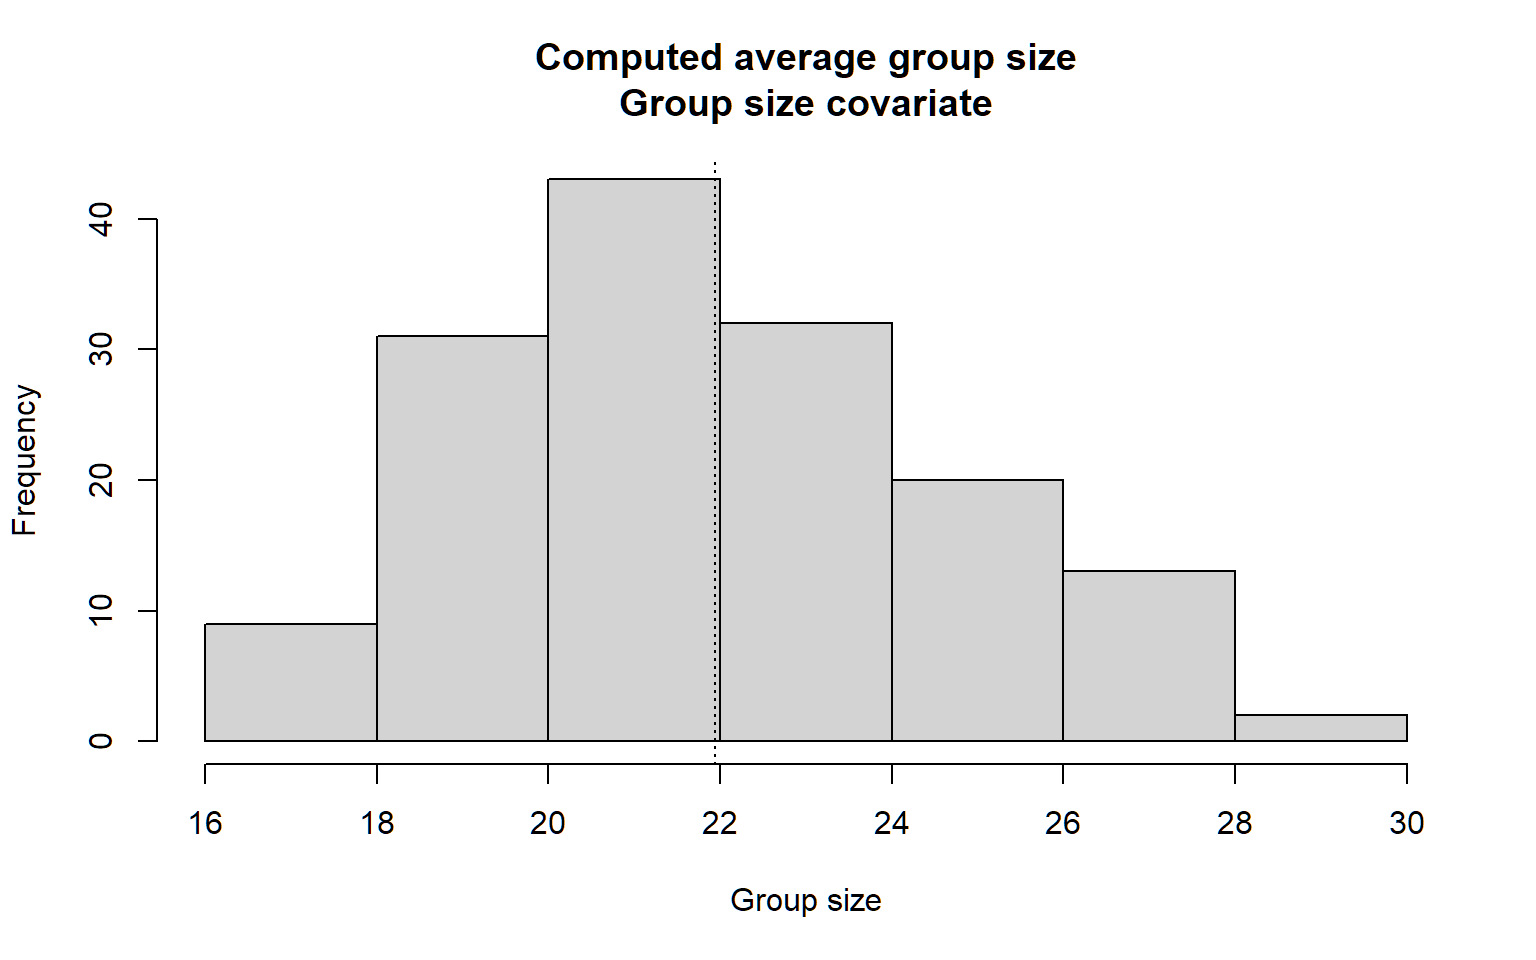 Computed average group size
Group size covariate
Frequency
40
30
20
10
0
16 18 20 22 24 26 28 30
Group size